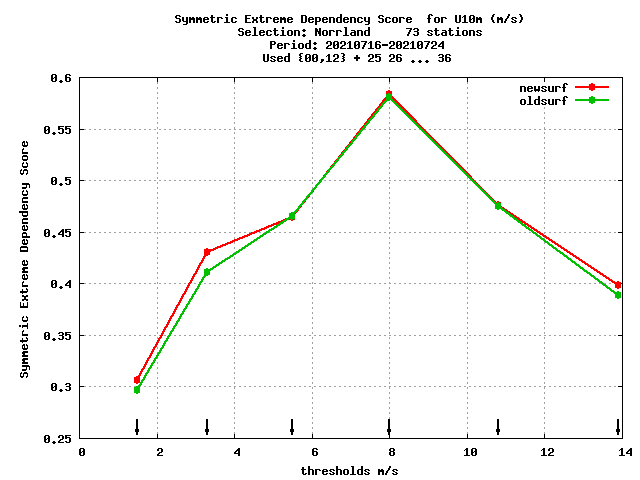 Symmetric Extreme Dependency Score  for U10m (m/s)
Selection: Norrland     73 stations
Period: 20210716-20210724
Used {00,12} + 25 26 ... 36
newsurf
oldsurf
0.6
0.55
0.5
0.45
0.4
0.35
0.3
0.25
Symmetric Extreme Dependency Score
0 2 4 6 8 10 12 14
thresholds m/s